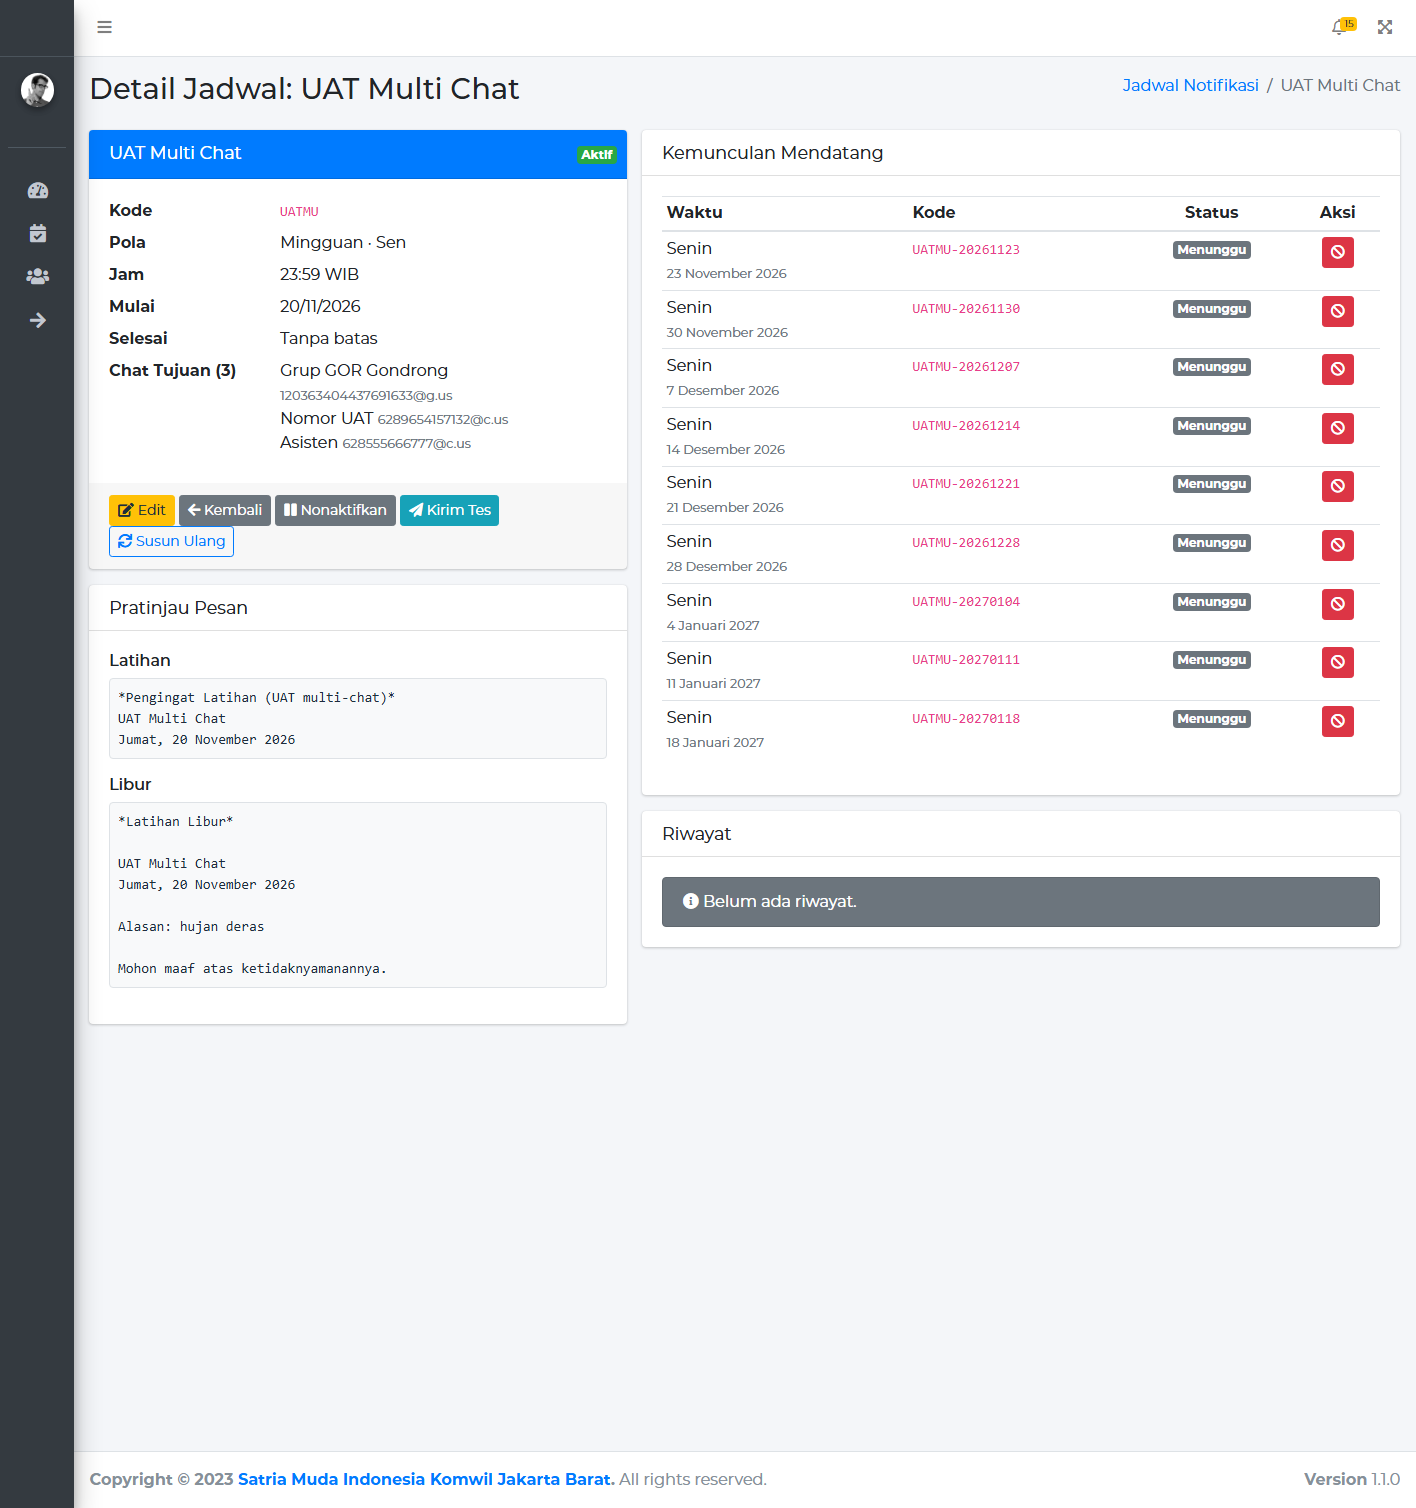 15
Detail Jadwal: UAT Multi Chat
Jadwal Notifikasi / UAT Multi Chat
UAT Multi Chat
Aktif
Kode UATMU
Pola Mingguan · Sen
Jam 23:59 WIB
Mulai 20/11/2026
Selesai Tanpa batas
Chat Tujuan (3) Grup GOR Gondrong
120363404437691633@g.us
Nomor UAT 6289654157132@c.us
Asisten 628555666777@c.us
Edit Kembali Nonaktifkan Kirim Tes
Susun Ulang
Pratinjau Pesan
Latihan
*Pengingat Latihan (UAT multi-chat)*
UAT Multi Chat
Jumat, 20 November 2026
Libur
*Latihan Libur*
UAT Multi Chat
Jumat, 20 November 2026
Alasan: hujan deras
Mohon maaf atas ketidaknyamanannya.
Kemunculan Mendatang
Waktu Kode Status Aksi
Senin UATMU-20261123 Menunggu
23 November 2026
Senin UATMU-20261130 Menunggu
30 November 2026
Senin UATMU-20261207 Menunggu
7 Desember 2026
Senin UATMU-20261214 Menunggu
14 Desember 2026
Senin UATMU-20261221 Menunggu
21 Desember 2026
Senin UATMU-20261228 Menunggu
28 Desember 2026
Senin UATMU-20270104 Menunggu
4 Januari 2027
Senin UATMU-20270111 Menunggu
11 Januari 2027
Senin UATMU-20270118 Menunggu
18 Januari 2027
Riwayat
Belum ada riwayat.
Copyright © 2023 Satria Muda Indonesia Komwil Jakarta Barat. All rights reserved.
Version 1.1.0